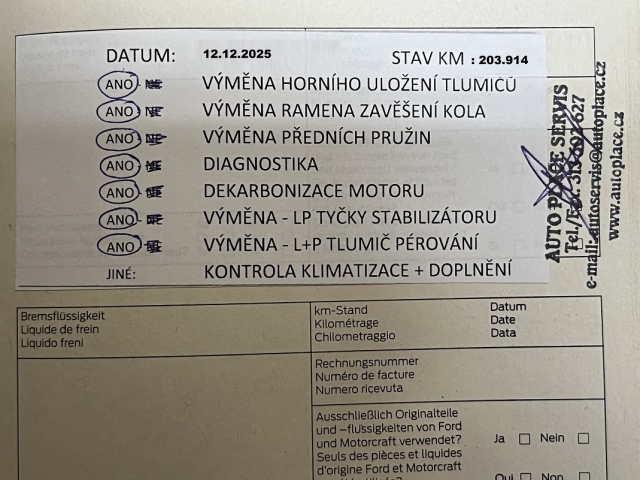 DATUM: 12.12.2025 STAV KM : 203.914
ANO - NE VÝMĚNA HORNÍHO ULOŽENÍ TLUMIČŮ
ANO - NE VÝMĚNA RAMENA ZAVĚŠENÍ KOLA
ANO - NE VÝMĚNA PŘEDNÍCH PRUŽIN
ANO - NE DIAGNOSTIKA
ANO - NE DEKARBONIZACE MOTORU
ANO - NE VÝMĚNA - LP TYČKY STABILIZÁTORU
ANO - NE VÝMĚNA - L+P TLUMIČ PÉROVÁNÍ
JINÉ: KONTROLA KLIMATIZACE + DOPLNĚNÍ
AUTO PLACE SERVIS
Tel./Fax: 313 502 627
e-mail: autoservis@autoplace.cz
www.autoplace.cz
Bremsflüssigkeit
Liquide de frein
Liquido freni
km-Stand
Kilométrage
Chilometraggio
Datum
Date
Data
Rechnungsnummer
Numéro de facture
Numero ricevuta
Ausschließlich Originalteile
und –flüssigkeiten von Ford
und Motorcraft verwendet?
Ja Nein
Seuls des pièces et liquides
d'origine Ford et Motorcraft
Oui Non